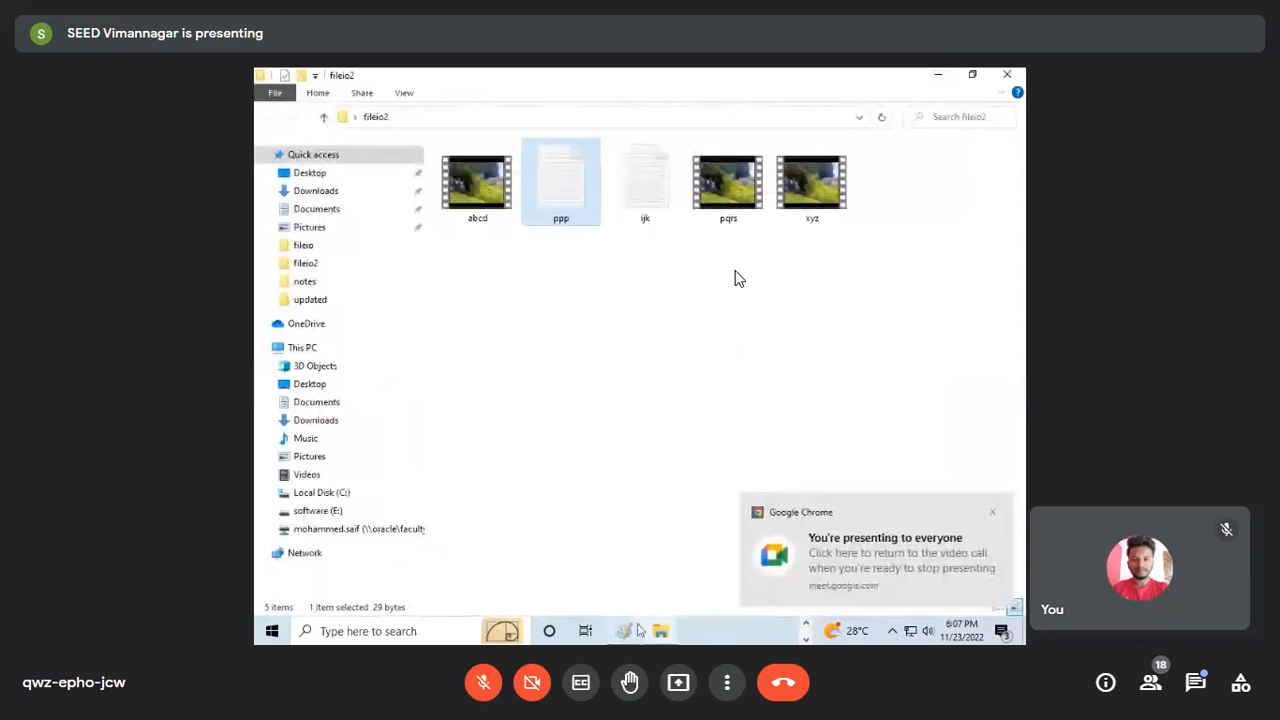 S SEED Vimannagar is presenting
fileio2
File Home Share View
fileio2 Search fileio2
Quick access
Desktop
Downloads
Documents
Pictures
fileio
fileio2
notes
updated
OneDrive
This PC
3D Objects
Desktop
Documents
Downloads
Music
Pictures
Videos
Local Disk (C:)
software (E:)
mohammed.saif (\\oracle\faculty
Network
abcd ppp ijk pqrs xyz
Google Chrome
You're presenting to everyone
Click here to return to the video call
when you're ready to stop presenting
meet.google.com
5 items 1 item selected 29 bytes
Type here to search
28°C
6:07 PM
11/23/2022
3
You
qwz-epho-jcw
CC
18